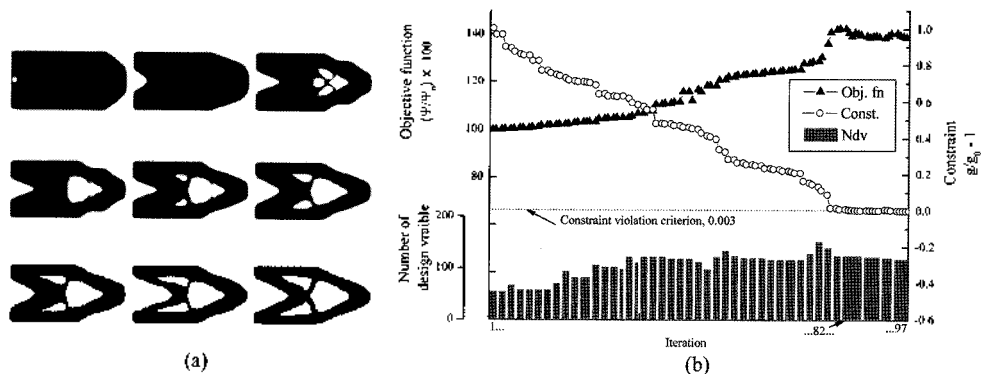 Objective function
(Ψ/Ψ₀) x 100
140
120
100
80
200
100
0
Number of
design vraible
Obj. fn
Const.
Ndv
Constraint violation criterion, 0.003
1.0
0.8
0.6
0.4
0.2
0.0
-0.2
-0.4
-0.6
Constraint
g/g₀ - 1
1...
...82...
...97
Iteration
(a)
(b)